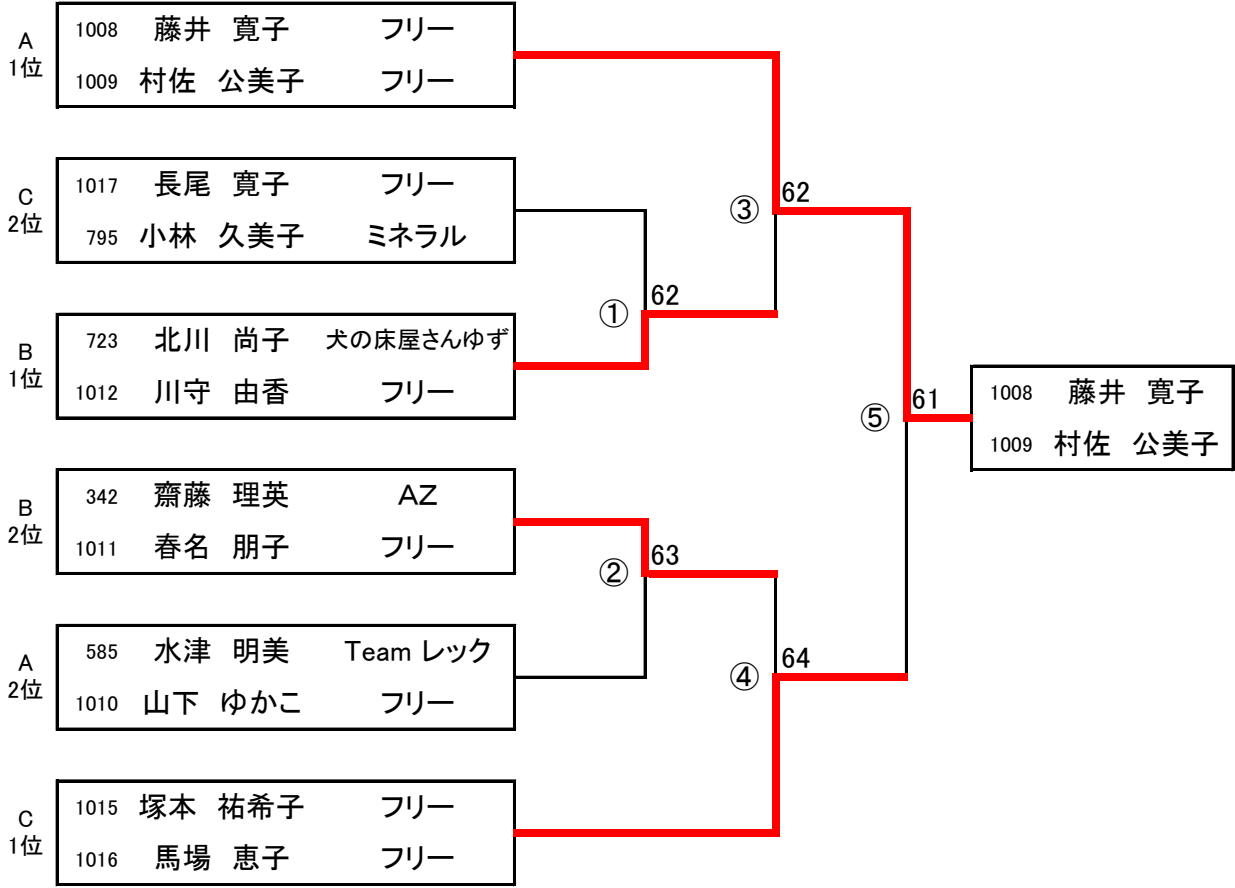 A
1位
1008 藤井 寛子 フリー
1009 村佐 公美子 フリー
C
2位
1017 長尾 寛子 フリー
795 小林 久美子 ミネラル
B
1位
723 北川 尚子 犬の床屋さんゆず
1012 川守 由香 フリー
B
2位
342 齋藤 理英 AZ
1011 春名 朋子 フリー
A
2位
585 水津 明美 Team レック
1010 山下 ゆかこ フリー
C
1位
1015 塚本 祐希子 フリー
1016 馬場 恵子 フリー
① 62
② 63
③ 62
④ 64
⑤ 61
1008 藤井 寛子
1009 村佐 公美子